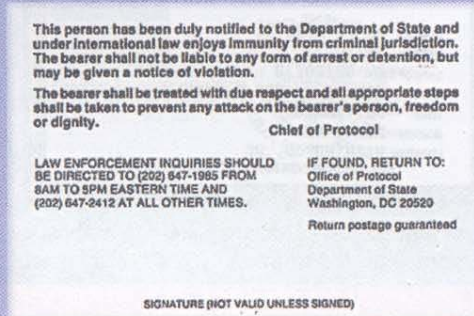 This person has been duly notified to the Department of State and
under international law enjoys immunity from criminal jurisdiction.
The bearer shall not be liable to any form of arrest or detention, but
may be given a notice of violation.
The bearer shall be treated with due respect and all appropriate steps
shall be taken to prevent any attack on the bearer's person, freedom
or dignity.
Chief of Protocol
LAW ENFORCEMENT INQUIRIES SHOULD
BE DIRECTED TO (202) 647-1985 FROM
8AM TO 5PM EASTERN TIME AND
(202) 647-2412 AT ALL OTHER TIMES.
IF FOUND, RETURN TO:
Office of Protocol
Department of State
Washington, DC 20520
Return postage guaranteed
SIGNATURE (NOT VALID UNLESS SIGNED)